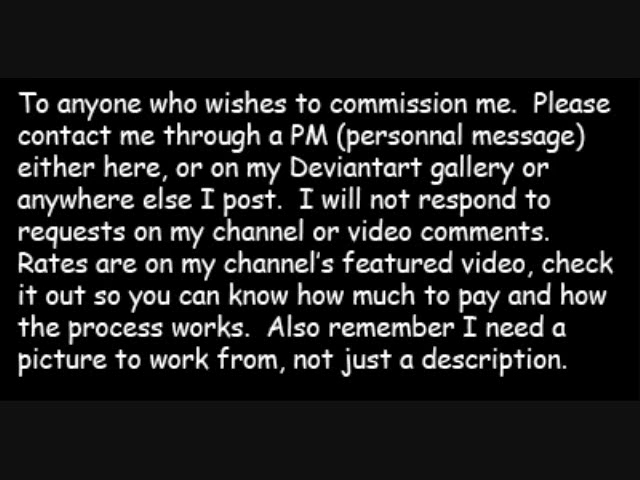 To anyone who wishes to commission me.  Please
contact me through a PM (personnal message)
either here, or on my Deviantart gallery or
anywhere else I post.  I will not respond to
requests on my channel or video comments.
Rates are on my channel's featured video, check
it out so you can know how much to pay and how
the process works.  Also remember I need a
picture to work from, not just a description.